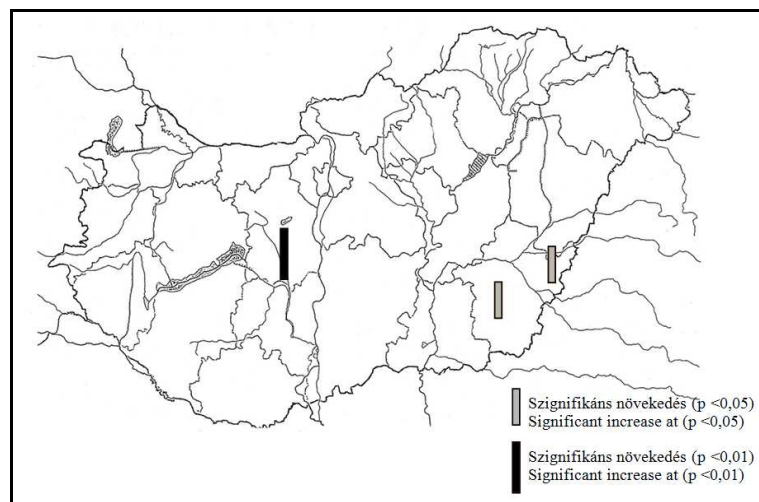 Szignifikáns növekedés (p <0,05)
Significant increase at (p <0,05)
Szignifikáns növekedés (p <0,01)
Significant increase at (p <0,01)